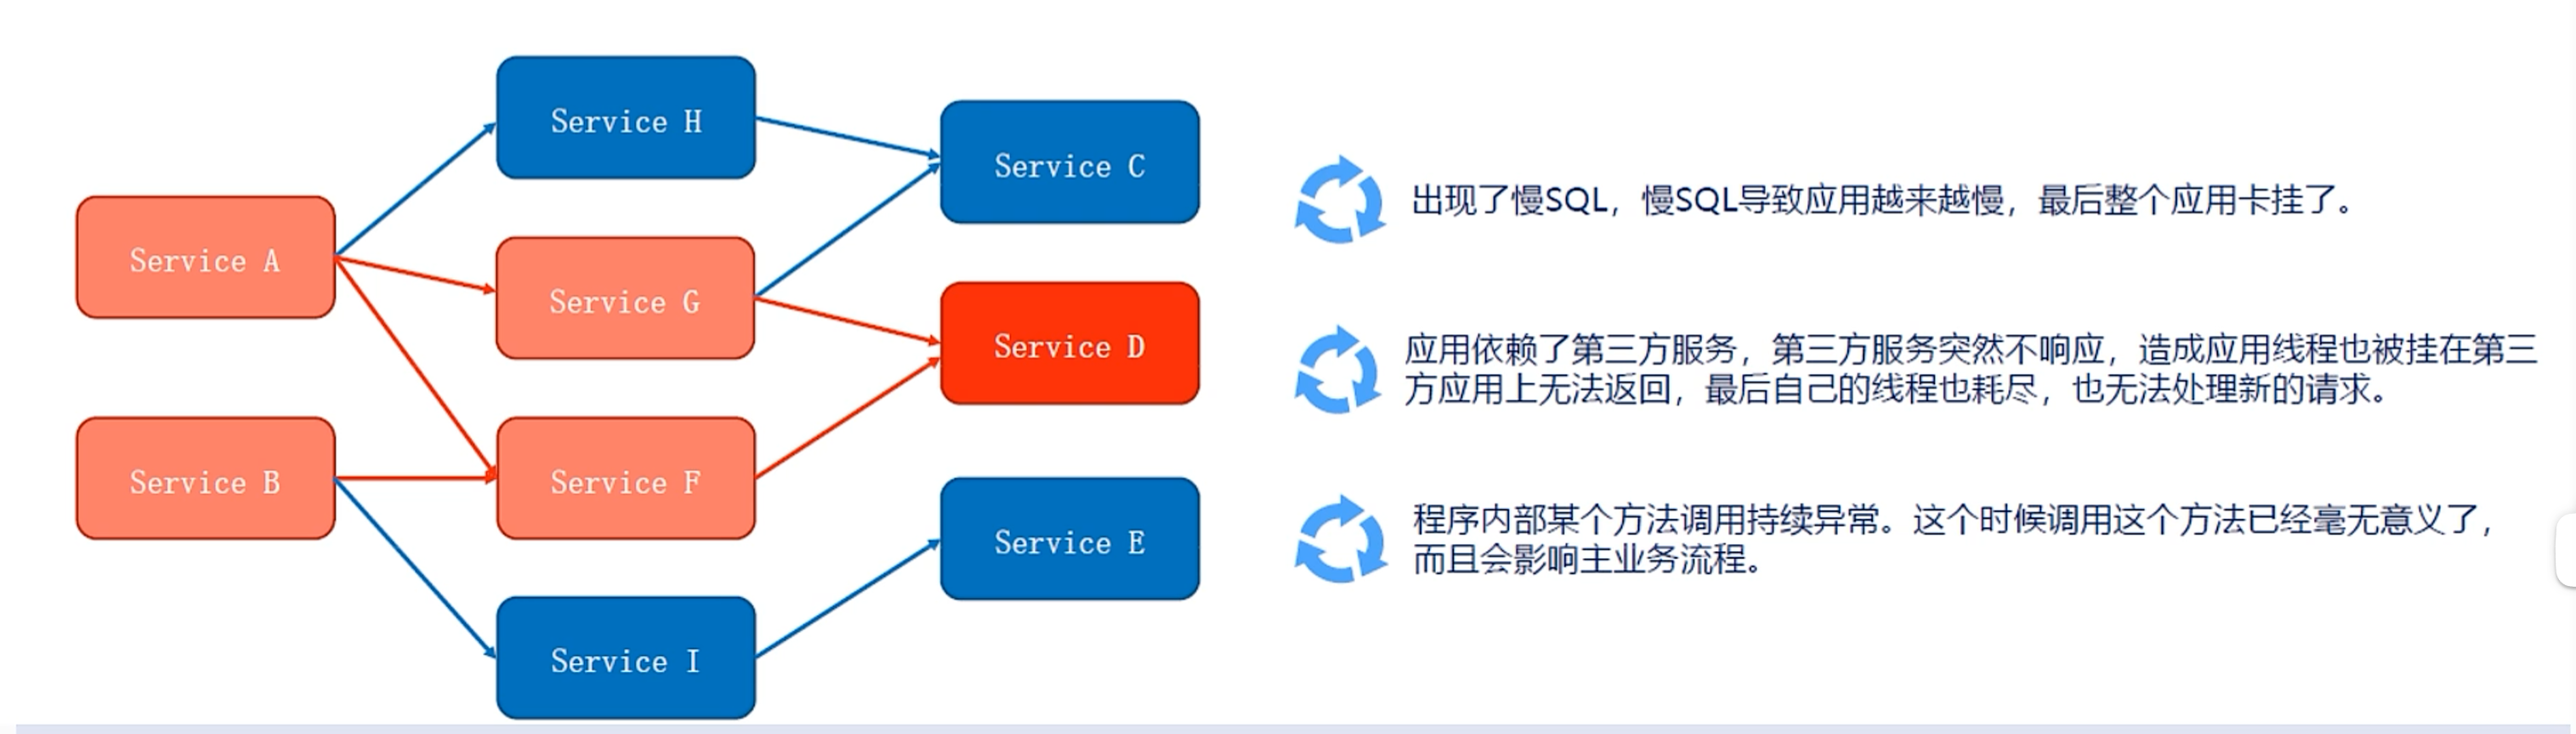 Service H
Service C
Service A
Service G
Service D
Service B
Service F
Service E
Service I
出现了慢SQL，慢SQL导致应用越来越慢，最后整个应用卡挂了。
应用依赖了第三方服务，第三方服务突然不响应，造成应用线程也被挂在第三
方应用上无法返回，最后自己的线程也耗尽，也无法处理新的请求。
程序内部某个方法调用持续异常。这个时候调用这个方法已经毫无意义了，
而且会影响主业务流程。